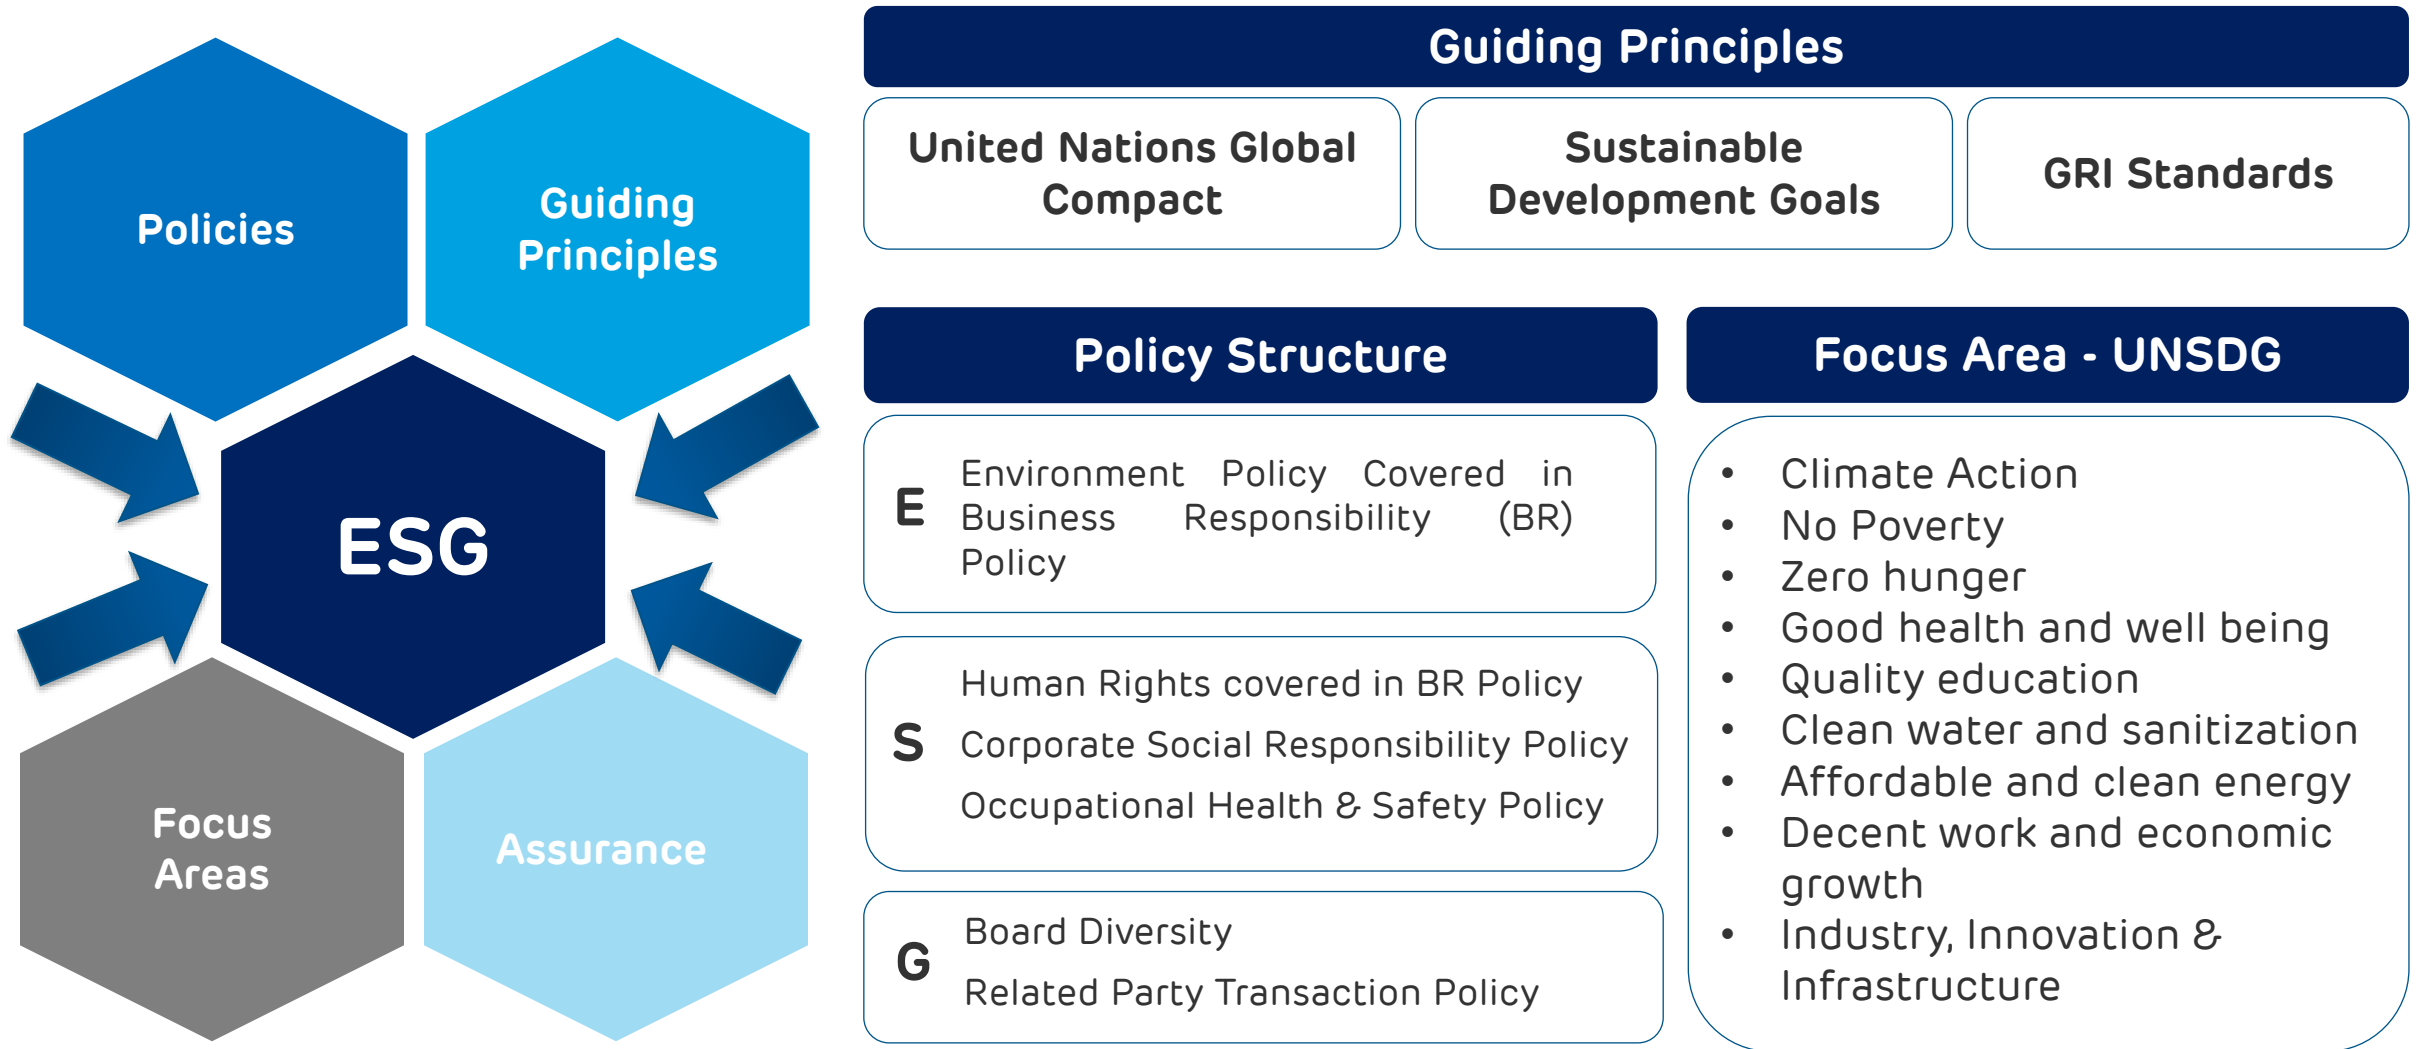 Policies
Guiding
Principles
ESG
Focus
Areas
Assurance
Guiding Principles
United Nations Global
Compact
Sustainable
Development Goals
GRI Standards
Policy Structure
E
Environment Policy Covered in
Business Responsibility (BR)
Policy
S
Human Rights covered in BR Policy
Corporate Social Responsibility Policy
Occupational Health & Safety Policy
G
Board Diversity
Related Party Transaction Policy
Focus Area - UNSDG
• Climate Action
• No Poverty
• Zero hunger
• Good health and well being
• Quality education
• Clean water and sanitization
• Affordable and clean energy
• Decent work and economic
growth
• Industry, Innovation &
Infrastructure